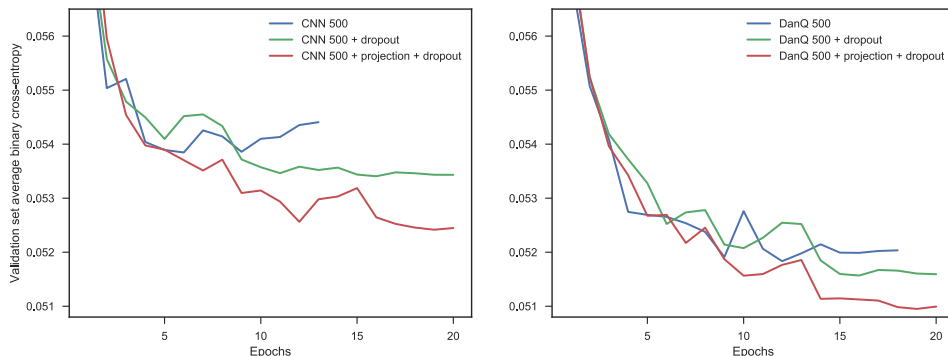 Validation set average binary cross-entropy
0.056
0.055
0.054
0.053
0.052
0.051
CNN 500
CNN 500 + dropout
CNN 500 + projection + dropout
5
10
15
20
Epochs
0.056
0.055
0.054
0.053
0.052
0.051
DanQ 500
DanQ 500 + dropout
DanQ 500 + projection + dropout
5
10
15
20
Epochs